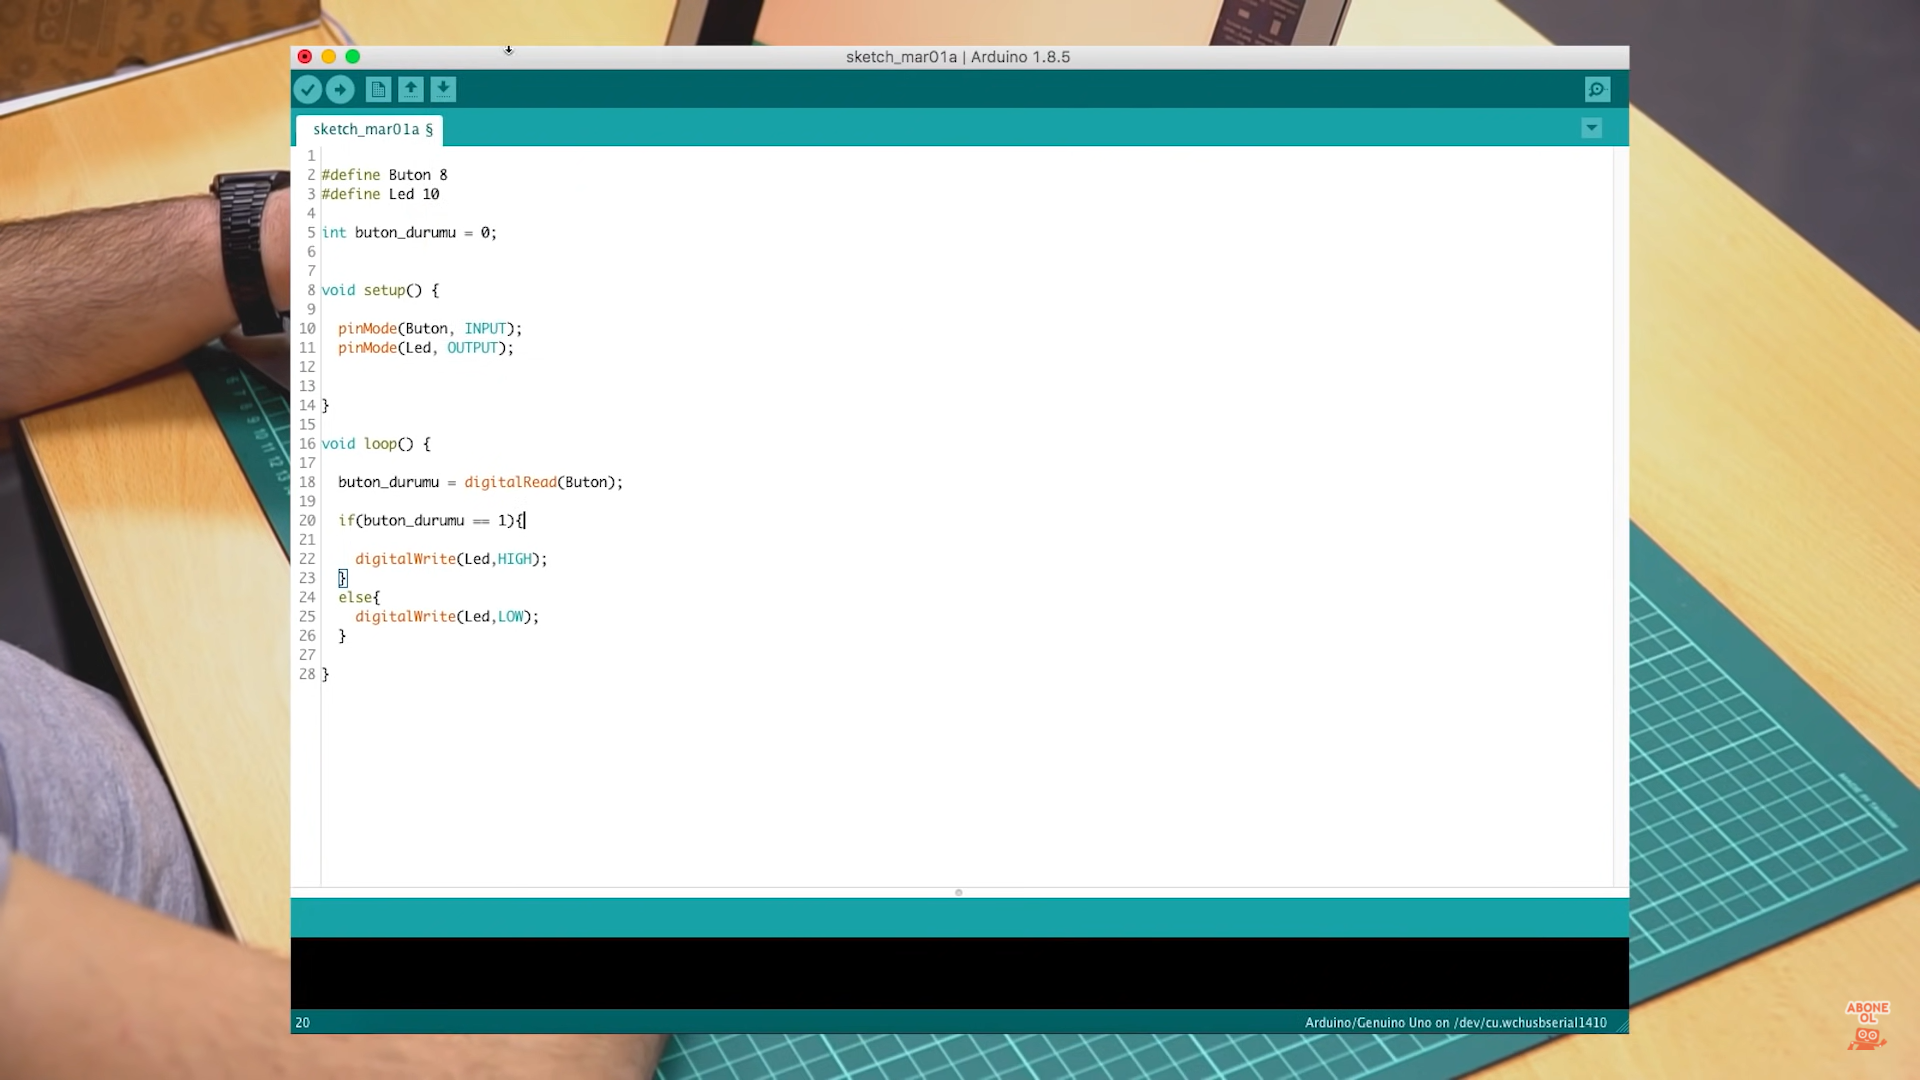 sketch_mar01a | Arduino 1.8.5
sketch_mar01a §
1
2 #define Buton 8
3 #define Led 10
4
5 int buton_durumu = 0;
6
7
8 void setup() {
9
10 pinMode(Buton, INPUT);
11 pinMode(Led, OUTPUT);
12
13
14 }
15
16 void loop() {
17
18 buton_durumu = digitalRead(Buton);
19
20 if(buton_durumu == 1){
21
22 digitalWrite(Led,HIGH);
23 }
24 else{
25 digitalWrite(Led,LOW);
26 }
27
28 }
20
Arduino/Genuino Uno on /dev/cu.wchusbserial1410
ABONE
OL